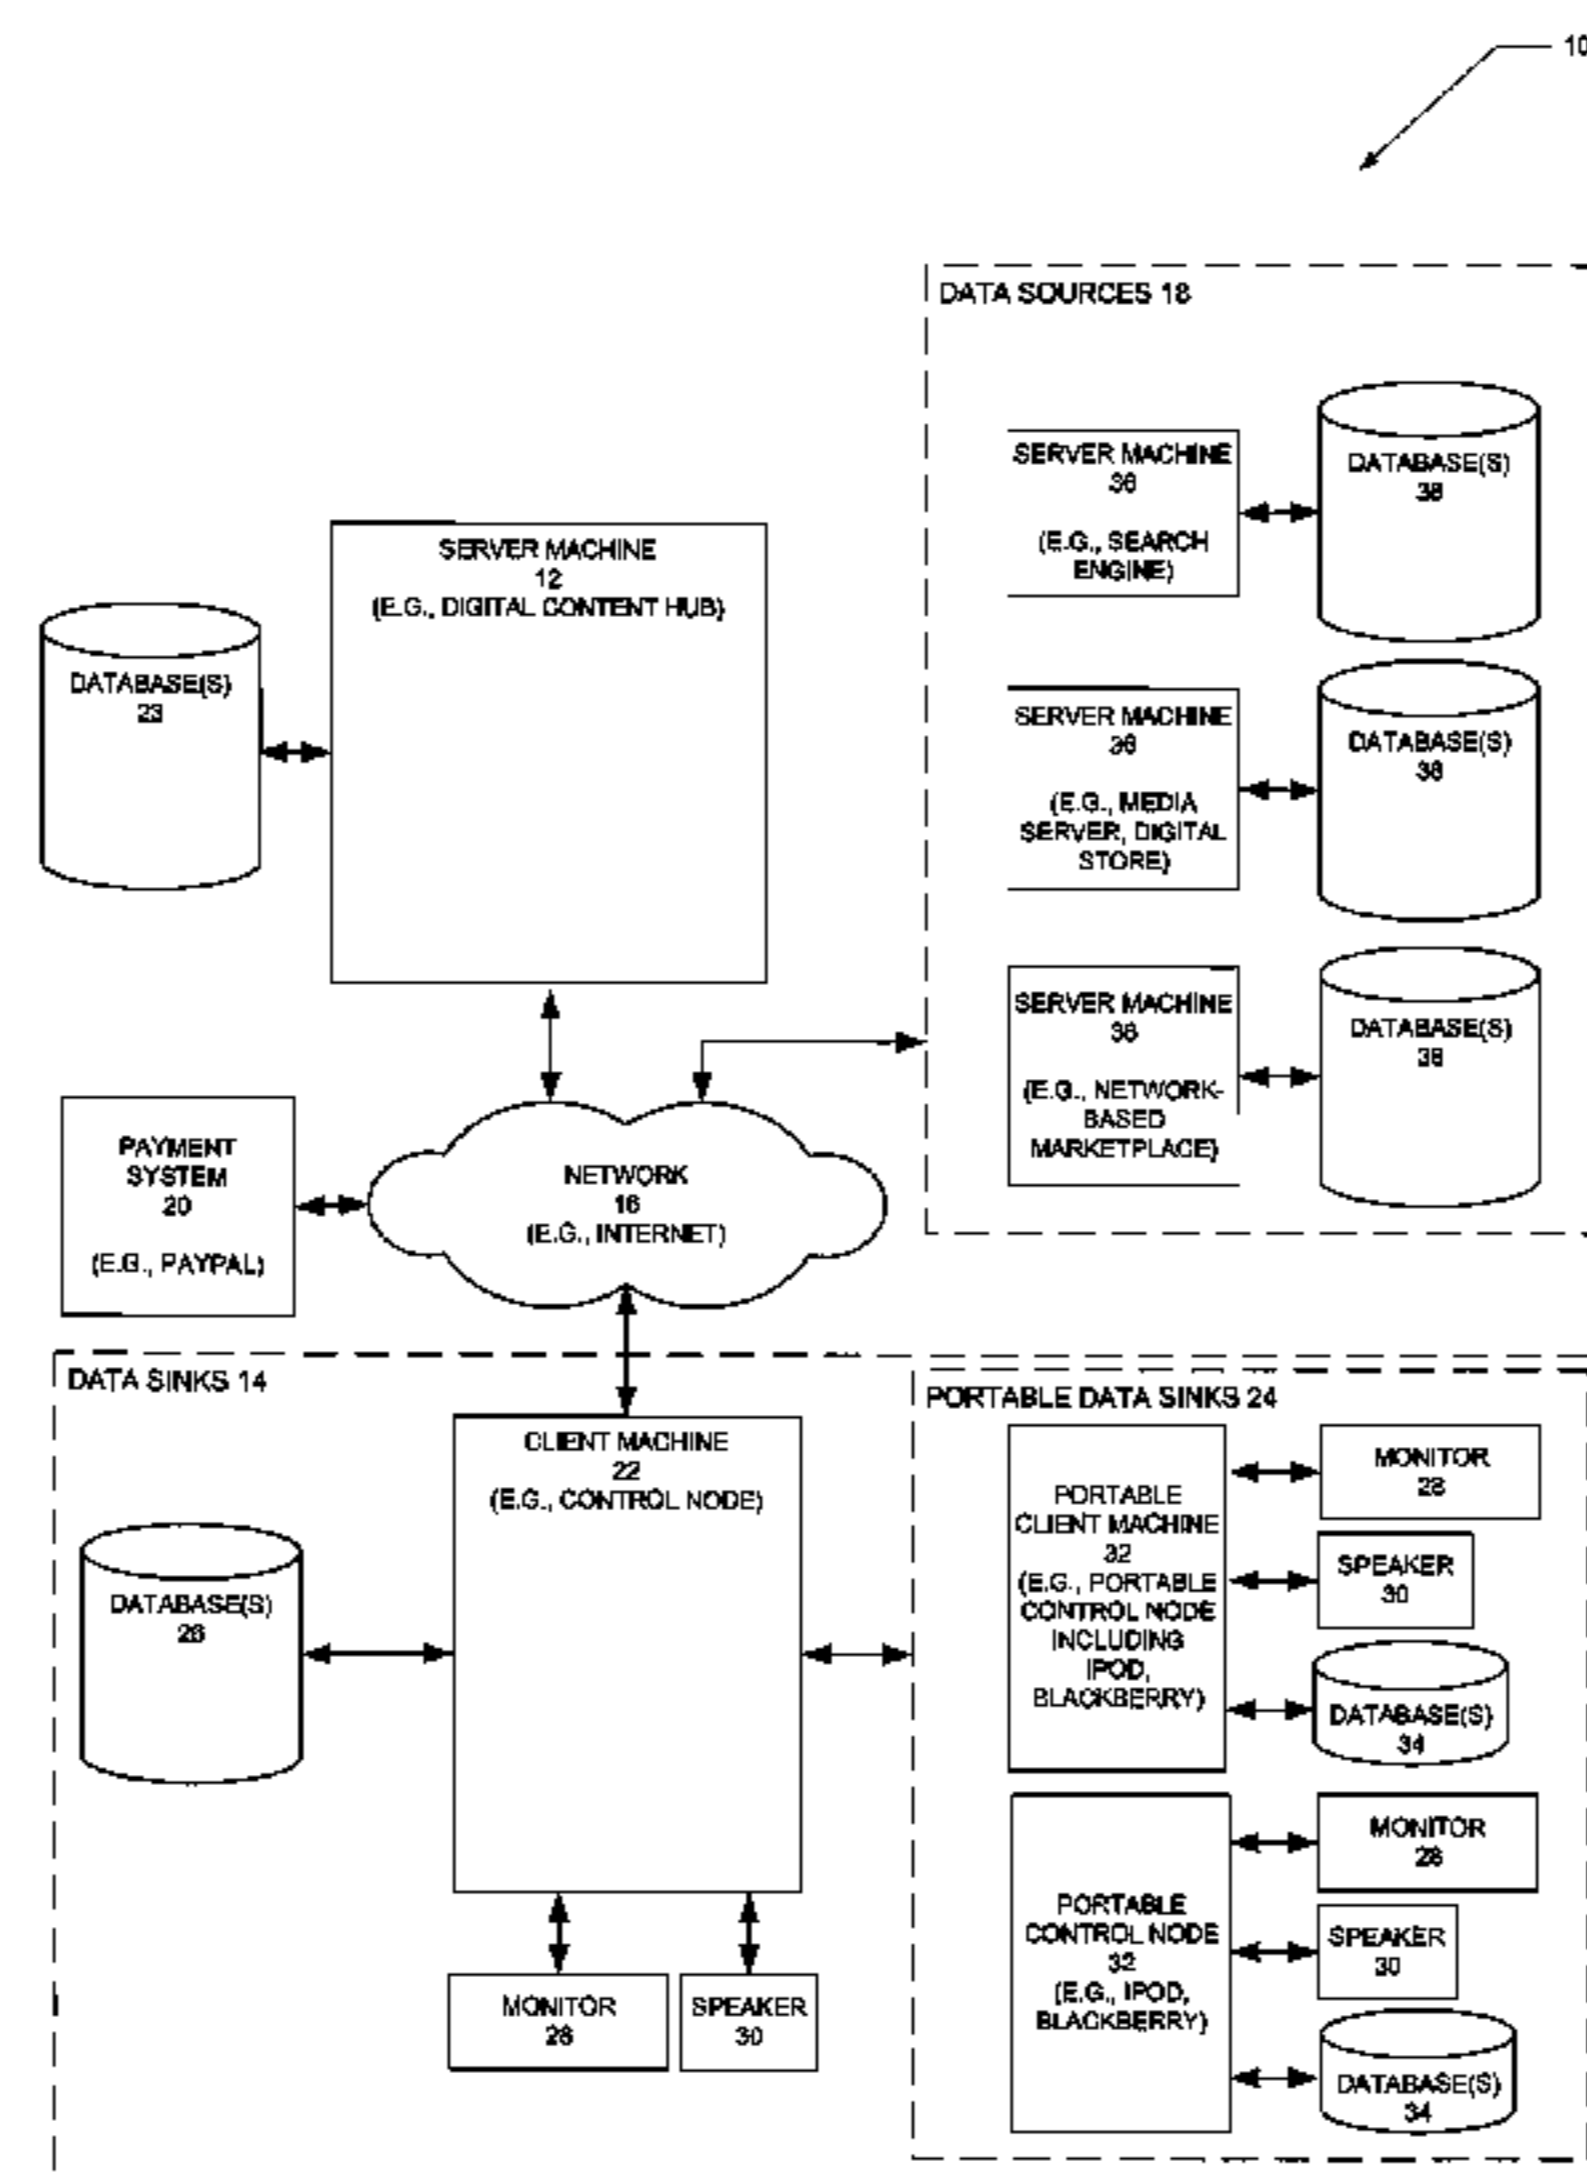 10
DATA SOURCES 18
SERVER MACHINE
36
(E.G., SEARCH
ENGINE)
DATABASE(S)
38
SERVER MACHINE
12
(E.G., DIGITAL CONTENT HUB)
DATABASE(S)
23
SERVER MACHINE
36
(E.G., MEDIA
SERVER, DIGITAL
STORE)
DATABASE(S)
38
SERVER MACHINE
36
(E.G., NETWORK-
BASED
MARKETPLACE)
DATABASE(S)
38
PAYMENT
SYSTEM
20
(E.G., PAYPAL)
NETWORK
16
(E.G., INTERNET)
DATA SINKS 14
CLIENT MACHINE
22
(E.G., CONTROL NODE)
DATABASE(S)
26
MONITOR
28
SPEAKER
30
PORTABLE DATA SINKS 24
PORTABLE
CLIENT MACHINE
32
(E.G., PORTABLE
CONTROL NODE
INCLUDING
IPOD,
BLACKBERRY)
MONITOR
28
SPEAKER
30
DATABASE(S)
34
PORTABLE
CONTROL NODE
32
(E.G., IPOD,
BLACKBERRY)
MONITOR
28
SPEAKER
30
DATABASE(S)
34